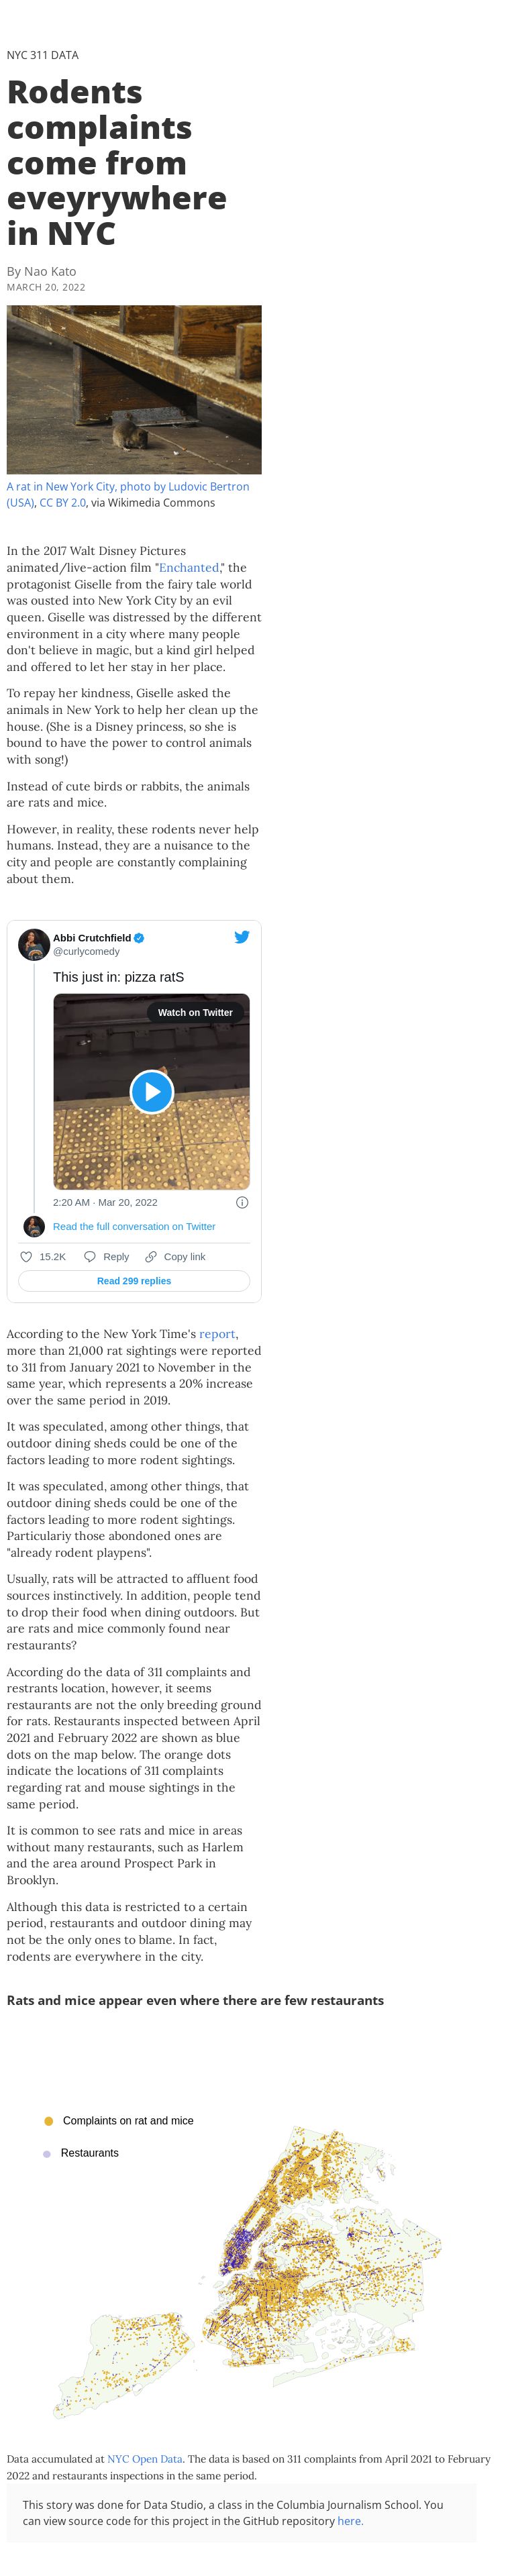 NYC 311 DATA
Rodents
complaints
come from
eveyrywhere
in NYC
By Nao Kato
MARCH 20, 2022
A rat in New York City, photo by Ludovic Bertron
(USA), CC BY 2.0, via Wikimedia Commons
In the 2017 Walt Disney Pictures
animated/live-action film "Enchanted," the
protagonist Giselle from the fairy tale world
was ousted into New York City by an evil
queen. Giselle was distressed by the different
environment in a city where many people
don't believe in magic, but a kind girl helped
and offered to let her stay in her place.
To repay her kindness, Giselle asked the
animals in New York to help her clean up the
house. (She is a Disney princess, so she is
bound to have the power to control animals
with song!)
Instead of cute birds or rabbits, the animals
are rats and mice.
However, in reality, these rodents never help
humans. Instead, they are a nuisance to the
city and people are constantly complaining
about them.
Abbi Crutchfield
@curlycomedy
This just in: pizza ratS
Watch on Twitter
2:20 AM · Mar 20, 2022
Read the full conversation on Twitter
15.2K Reply Copy link
Read 299 replies
According to the New York Time's report,
more than 21,000 rat sightings were reported
to 311 from January 2021 to November in the
same year, which represents a 20% increase
over the same period in 2019.
It was speculated, among other things, that
outdoor dining sheds could be one of the
factors leading to more rodent sightings.
It was speculated, among other things, that
outdoor dining sheds could be one of the
factors leading to more rodent sightings.
Particulariy those abondoned ones are
"already rodent playpens".
Usually, rats will be attracted to affluent food
sources instinctively. In addition, people tend
to drop their food when dining outdoors. But
are rats and mice commonly found near
restaurants?
According do the data of 311 complaints and
restrants location, however, it seems
restaurants are not the only breeding ground
for rats. Restaurants inspected between April
2021 and February 2022 are shown as blue
dots on the map below. The orange dots
indicate the locations of 311 complaints
regarding rat and mouse sightings in the
same period.
It is common to see rats and mice in areas
without many restaurants, such as Harlem
and the area around Prospect Park in
Brooklyn.
Although this data is restricted to a certain
period, restaurants and outdoor dining may
not be the only ones to blame. In fact,
rodents are everywhere in the city.
Rats and mice appear even where there are few restaurants
Complaints on rat and mice
Restaurants
Data accumulated at NYC Open Data. The data is based on 311 complaints from April 2021 to February
2022 and restaurants inspections in the same period.
This story was done for Data Studio, a class in the Columbia Journalism School. You
can view source code for this project in the GitHub repository here.